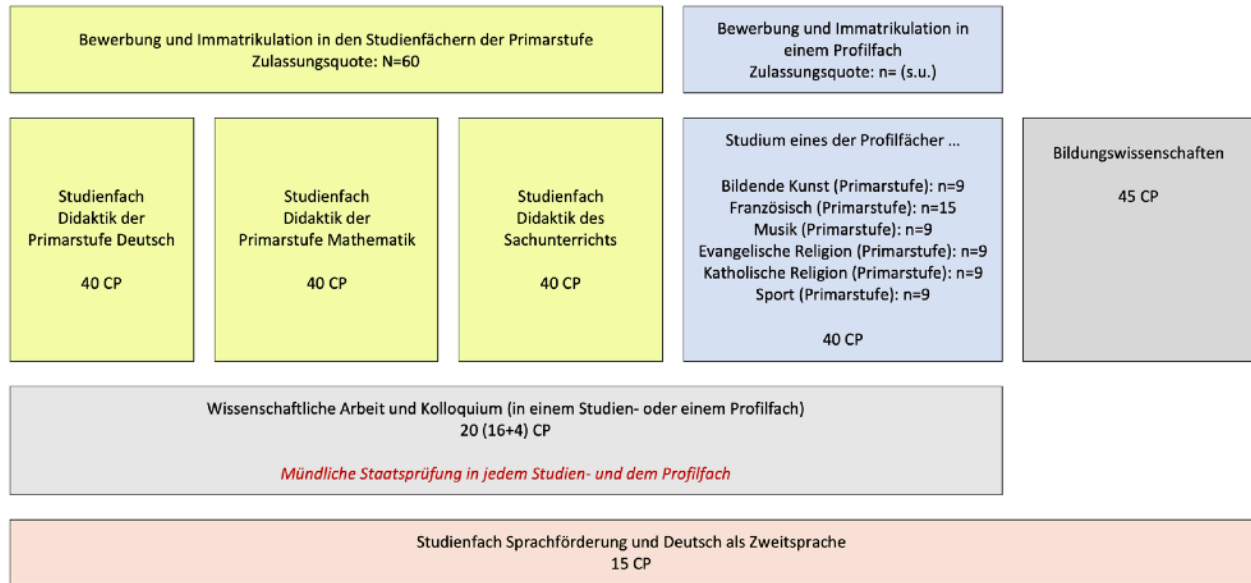 Bewerbung und Immatrikulation in den Studienfächern der Primarstufe
Zulassungsquote: N=60
Bewerbung und Immatrikulation in
einem Profilfach
Zulassungsquote: n= (s.u.)
Studienfach
Didaktik der
Primarstufe Deutsch
40 CP
Studienfach
Didaktik der
Primarstufe Mathematik
40 CP
Studienfach
Didaktik des
Sachunterrichts
40 CP
Studium eines der Profilfächer ...
Bildende Kunst (Primarstufe): n=9
Französisch (Primarstufe): n=15
Musik (Primarstufe): n=9
Evangelische Religion (Primarstufe): n=9
Katholische Religion (Primarstufe): n=9
Sport (Primarstufe): n=9
40 CP
Bildungswissenschaften
45 CP
Wissenschaftliche Arbeit und Kolloquium (in einem Studien- oder einem Profilfach)
20 (16+4) CP
Mündliche Staatsprüfung in jedem Studien- und dem Profilfach
Studienfach Sprachförderung und Deutsch als Zweitsprache
15 CP